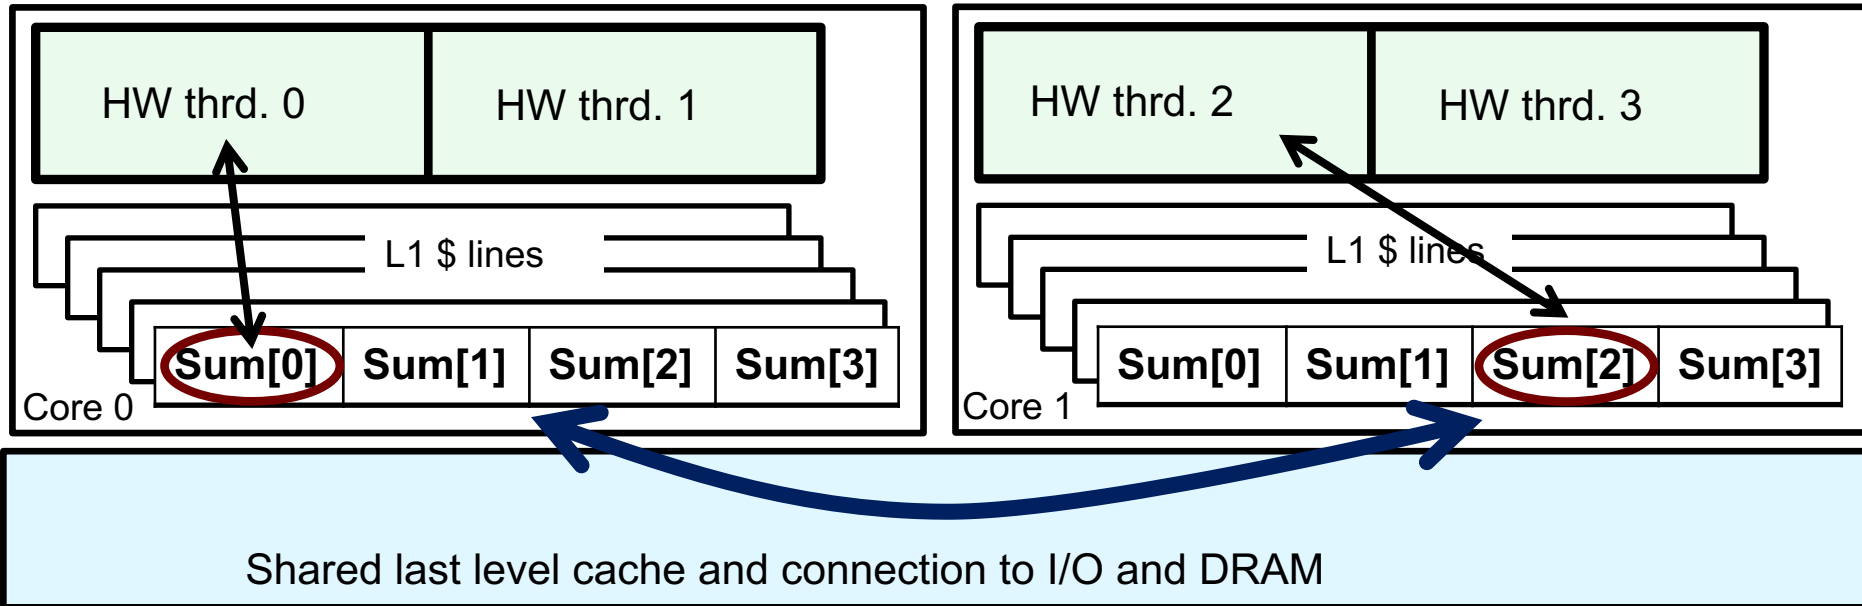 HW thrd. 0
HW thrd. 1
L1 $ lines
Sum[0] Sum[1] Sum[2] Sum[3]
Core 0
HW thrd. 2
HW thrd. 3
L1 $ lines
Sum[0] Sum[1] Sum[2] Sum[3]
Core 1
Shared last level cache and connection to I/O and DRAM